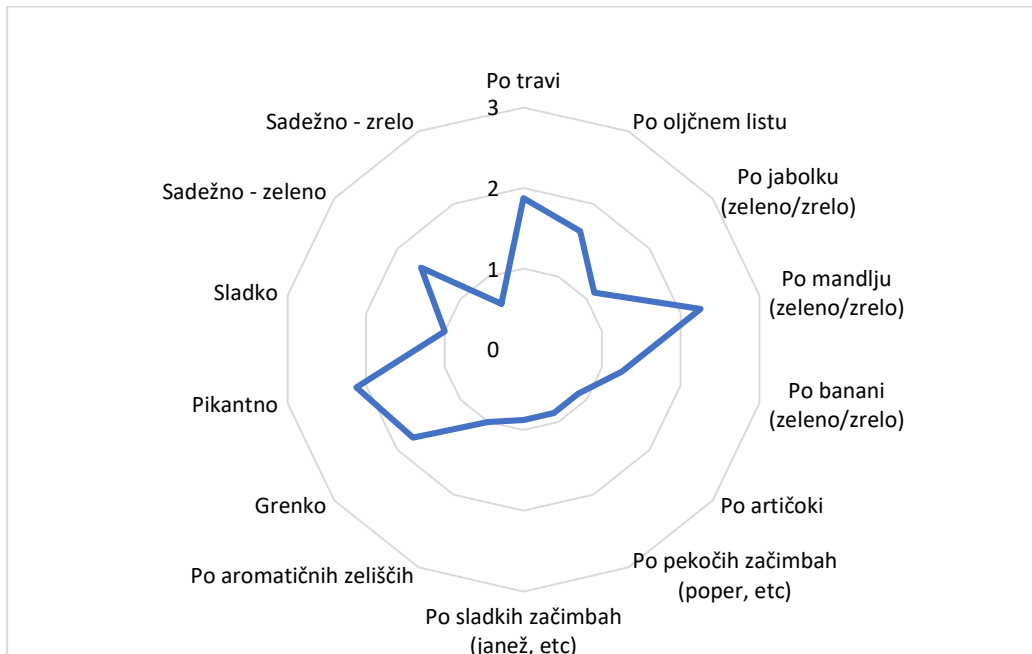 Po travi
Po oljčnem listu
Po jabolku
(zeleno/zrelo)
Po mandlju
(zeleno/zrelo)
Po banani
(zeleno/zrelo)
Po artičoki
Po pekočih začimbah
(poper, etc)
Po sladkih začimbah
(janež, etc)
Po aromatičnih zeliščih
Grenko
Pikantno
Sladko
Sadežno - zeleno
Sadežno - zrelo
3
2
1
0